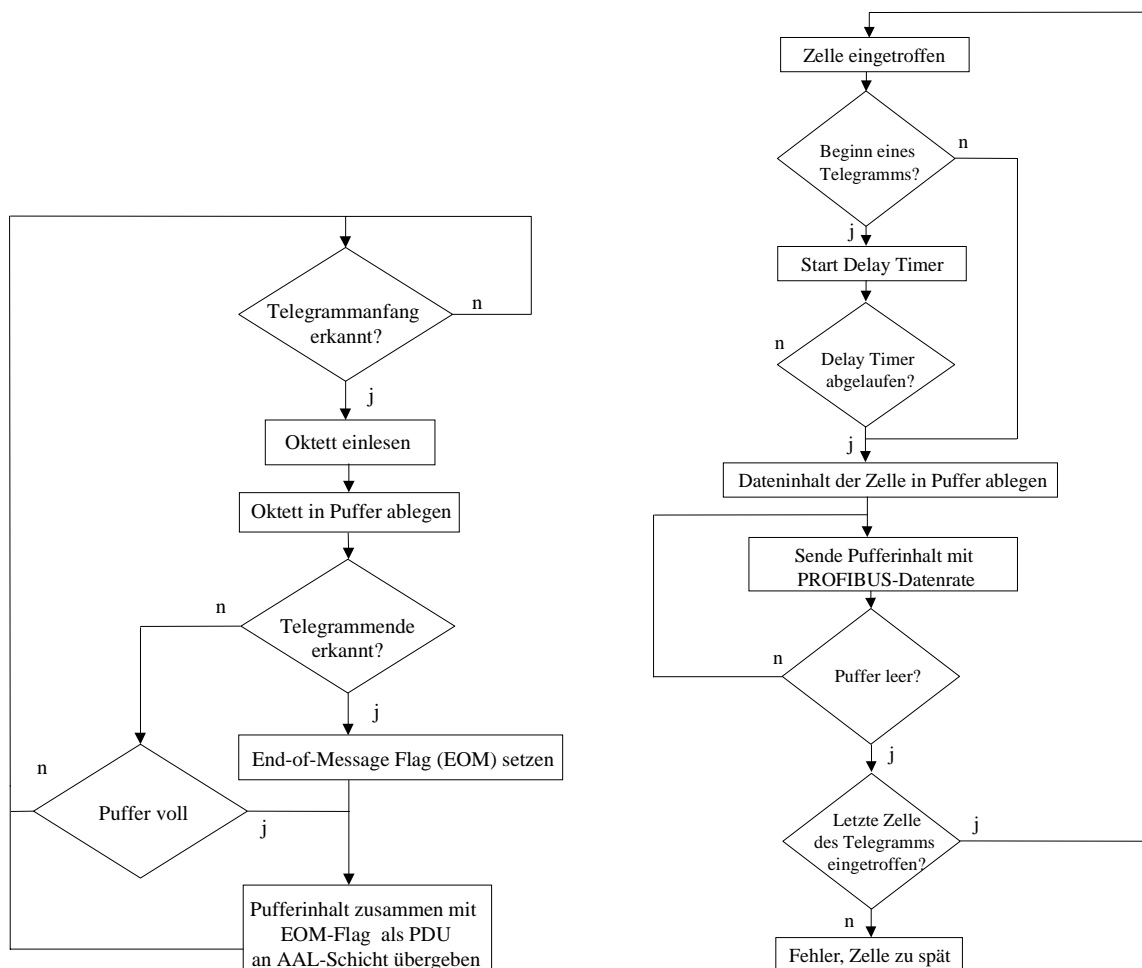 Telegrammanfang
erkannt?
n
j
Oktett einlesen
Oktett in Puffer ablegen
n
Telegrammende
erkannt?
j
End-of-Message Flag (EOM) setzen
n
Puffer voll
j
Pufferinhalt zusammen mit
EOM-Flag als PDU
an AAL-Schicht übergeben
Zelle eingetroffen
n
Beginn eines
Telegramms?
j
Start Delay Timer
n
Delay Timer
abgelaufen?
j
Dateninhalt der Zelle in Puffer ablegen
Sende Pufferinhalt mit
PROFIBUS-Datenrate
n
Puffer leer?
j
Letzte Zelle
des Telegramms
eingetroffen?
j
n
Fehler, Zelle zu spät